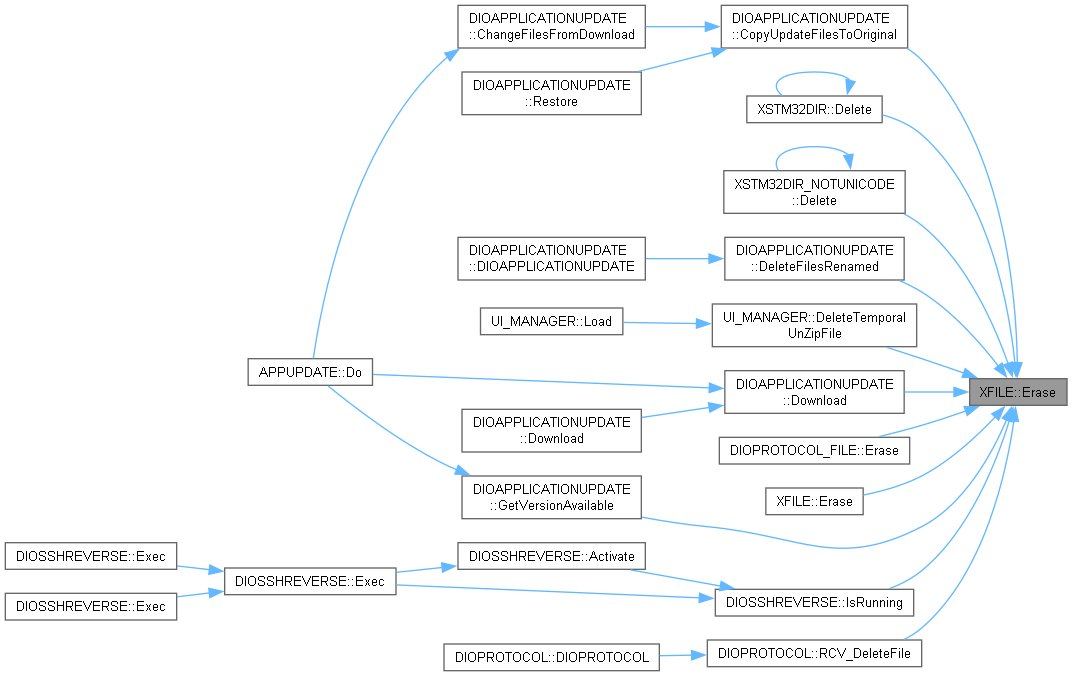 DIOAPPLICATIONUPDATE
::ChangeFilesFromDownload
DIOAPPLICATIONUPDATE
::CopyUpdateFilesToOriginal
DIOAPPLICATIONUPDATE
::Restore
XSTM32DIR::Delete
XSTM32DIR_NOTUNICODE
::Delete
DIOAPPLICATIONUPDATE
::DIOAPPLICATIONUPDATE
DIOAPPLICATIONUPDATE
::DeleteFilesRenamed
UI_MANAGER::Load
UI_MANAGER::DeleteTemporal
UnZipFile
APPUPDATE::Do
DIOAPPLICATIONUPDATE
::Download
XFILE::Erase
DIOAPPLICATIONUPDATE
::Download
DIOPROTOCOL_FILE::Erase
DIOAPPLICATIONUPDATE
::GetVersionAvailable
XFILE::Erase
DIOSSHREVERSE::Exec
DIOSSHREVERSE::Activate
DIOSSHREVERSE::Exec
DIOSSHREVERSE::Exec
DIOSSHREVERSE::IsRunning
DIOPROTOCOL::DIOPROTOCOL
DIOPROTOCOL::RCV_DeleteFile